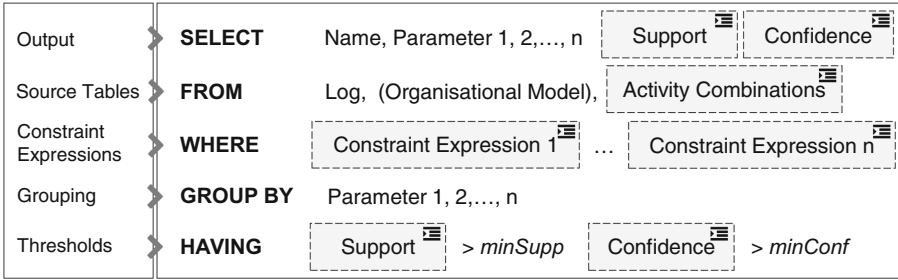 Output SELECT Name, Parameter 1, 2,…, n Support Confidence
Source Tables FROM Log, (Organisational Model), Activity Combinations
Constraint Expressions WHERE Constraint Expression 1 … Constraint Expression n
Grouping GROUP BY Parameter 1, 2,…, n
Thresholds HAVING Support > minSupp Confidence > minConf